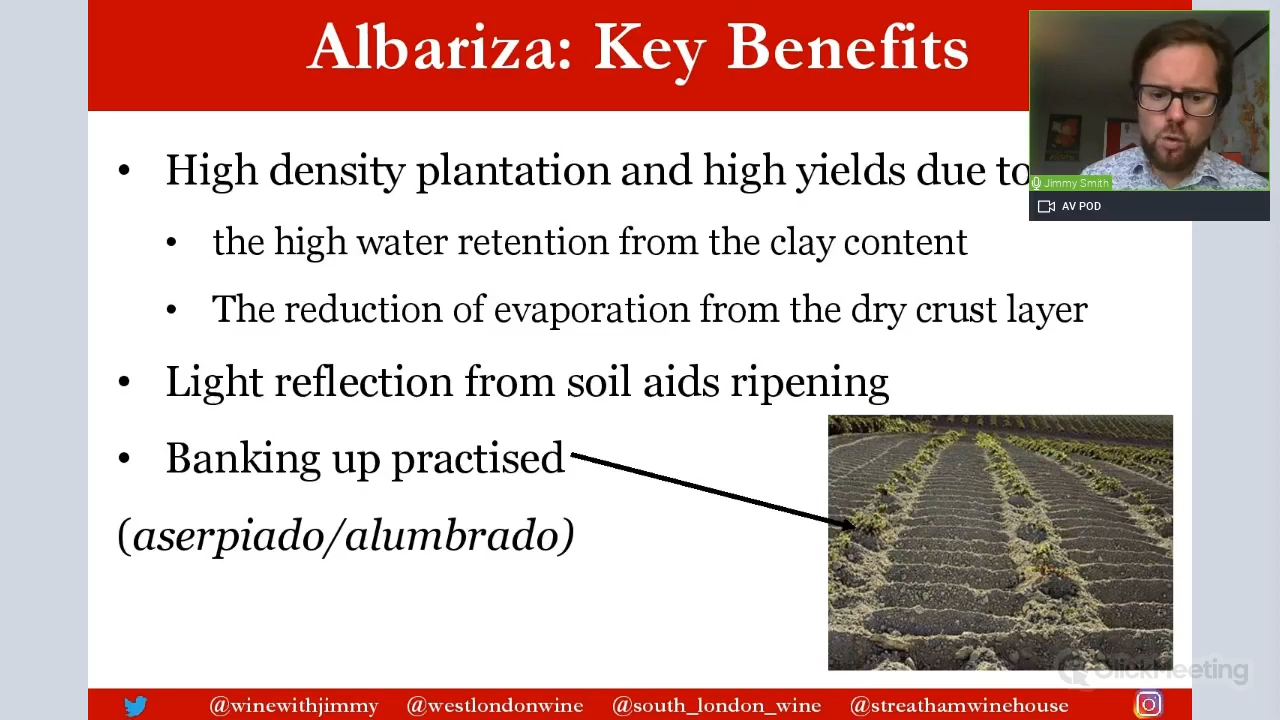 Albariza: Key Benefits
• High density plantation and high yields due to
• the high water retention from the clay content
• The reduction of evaporation from the dry crust layer
• Light reflection from soil aids ripening
• Banking up practised
(aserpiado/alumbrado)
Jimmy Smith
AV POD
ClickMeeting
@winewithjimmy @westlondonwine @south_london_wine @streathamwinehouse